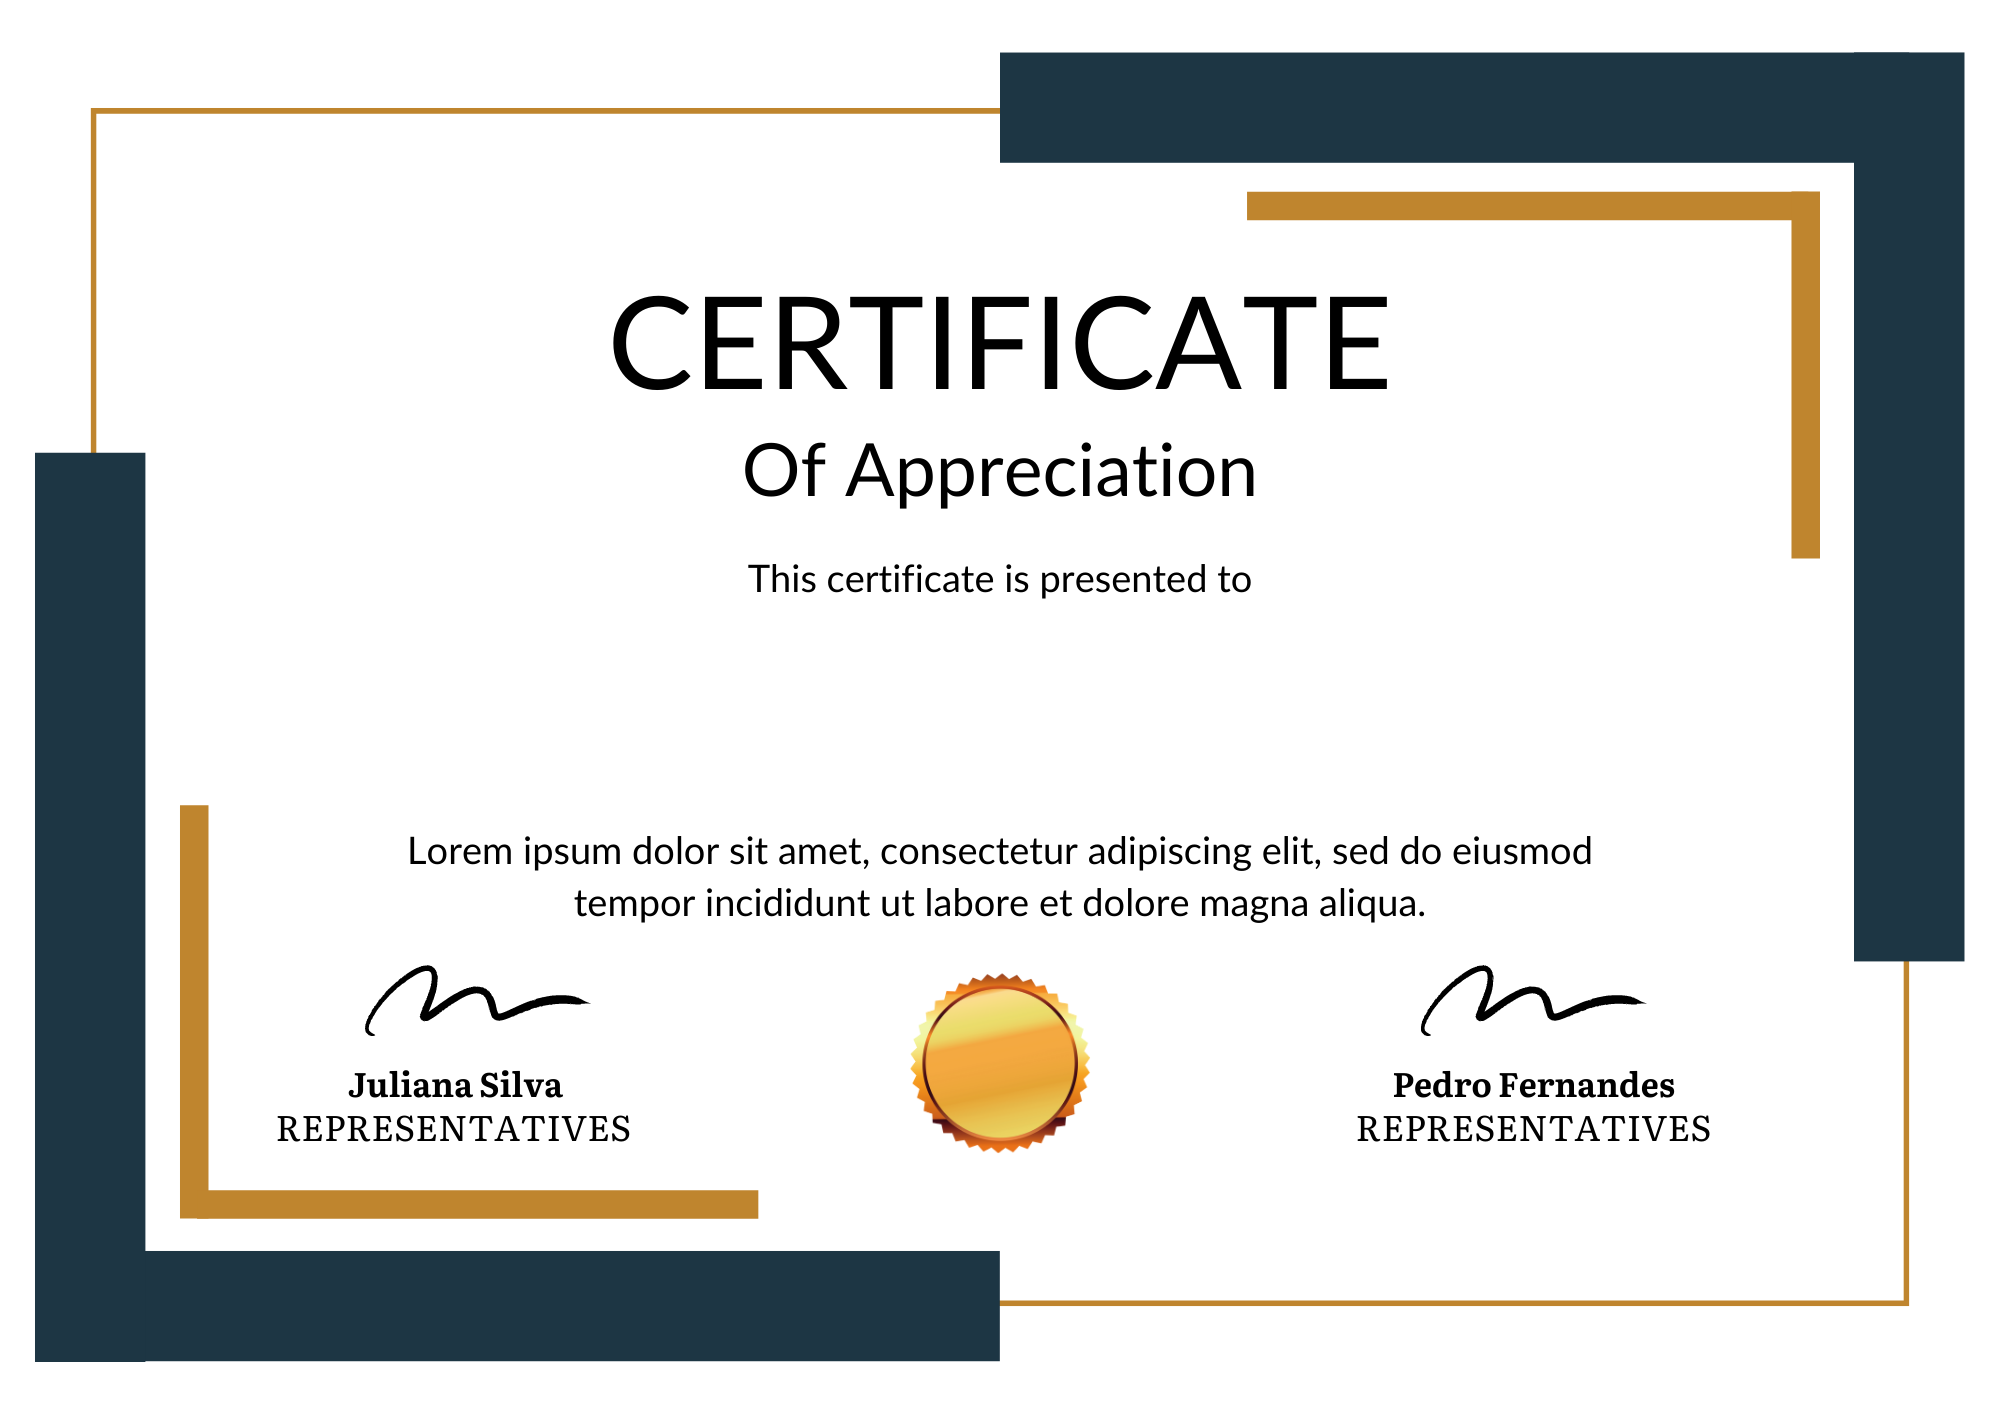 CERTIFICATE
Of Appreciation
This certificate is presented to
Lorem ipsum dolor sit amet, consectetur adipiscing elit, sed do eiusmod
tempor incididunt ut labore et dolore magna aliqua.
Juliana Silva
REPRESENTATIVES
Pedro Fernandes
REPRESENTATIVES